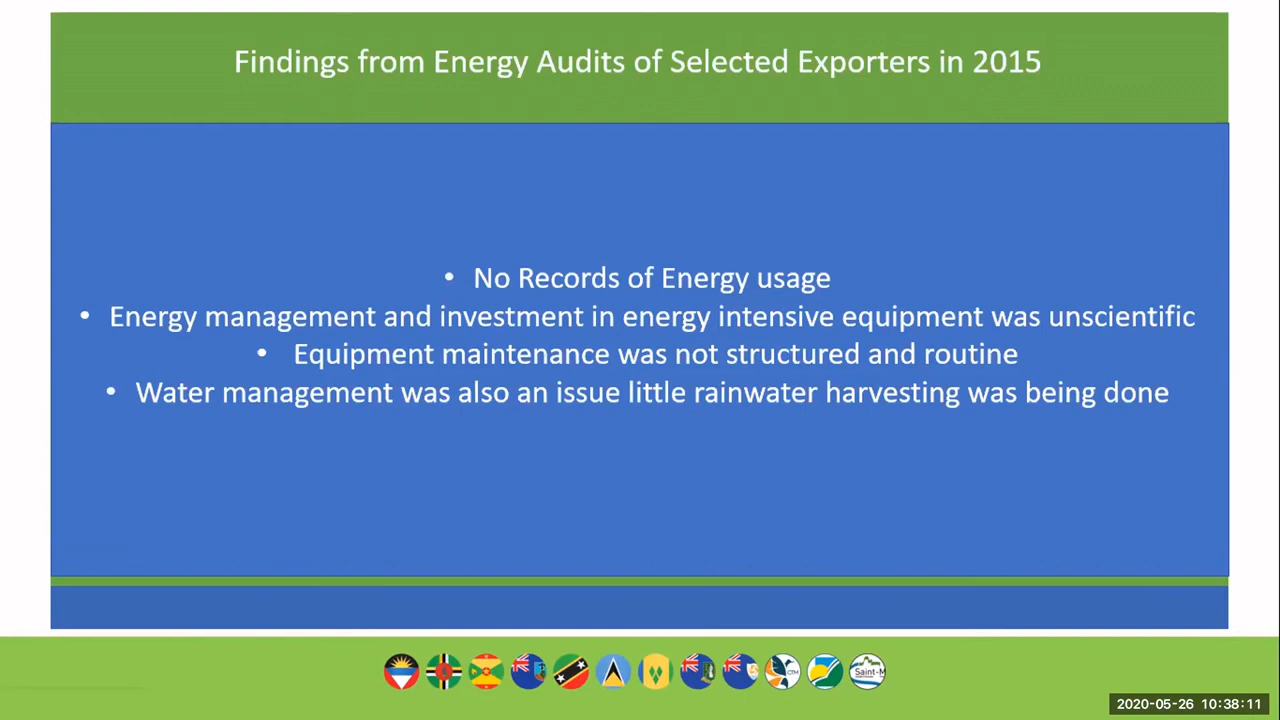 Findings from Energy Audits of Selected Exporters in 2015
• No Records of Energy usage
• Energy management and investment in energy intensive equipment was unscientific
• Equipment maintenance was not structured and routine
• Water management was also an issue little rainwater harvesting was being done
CTM
Saint-M
2020-05-26 10:38:11